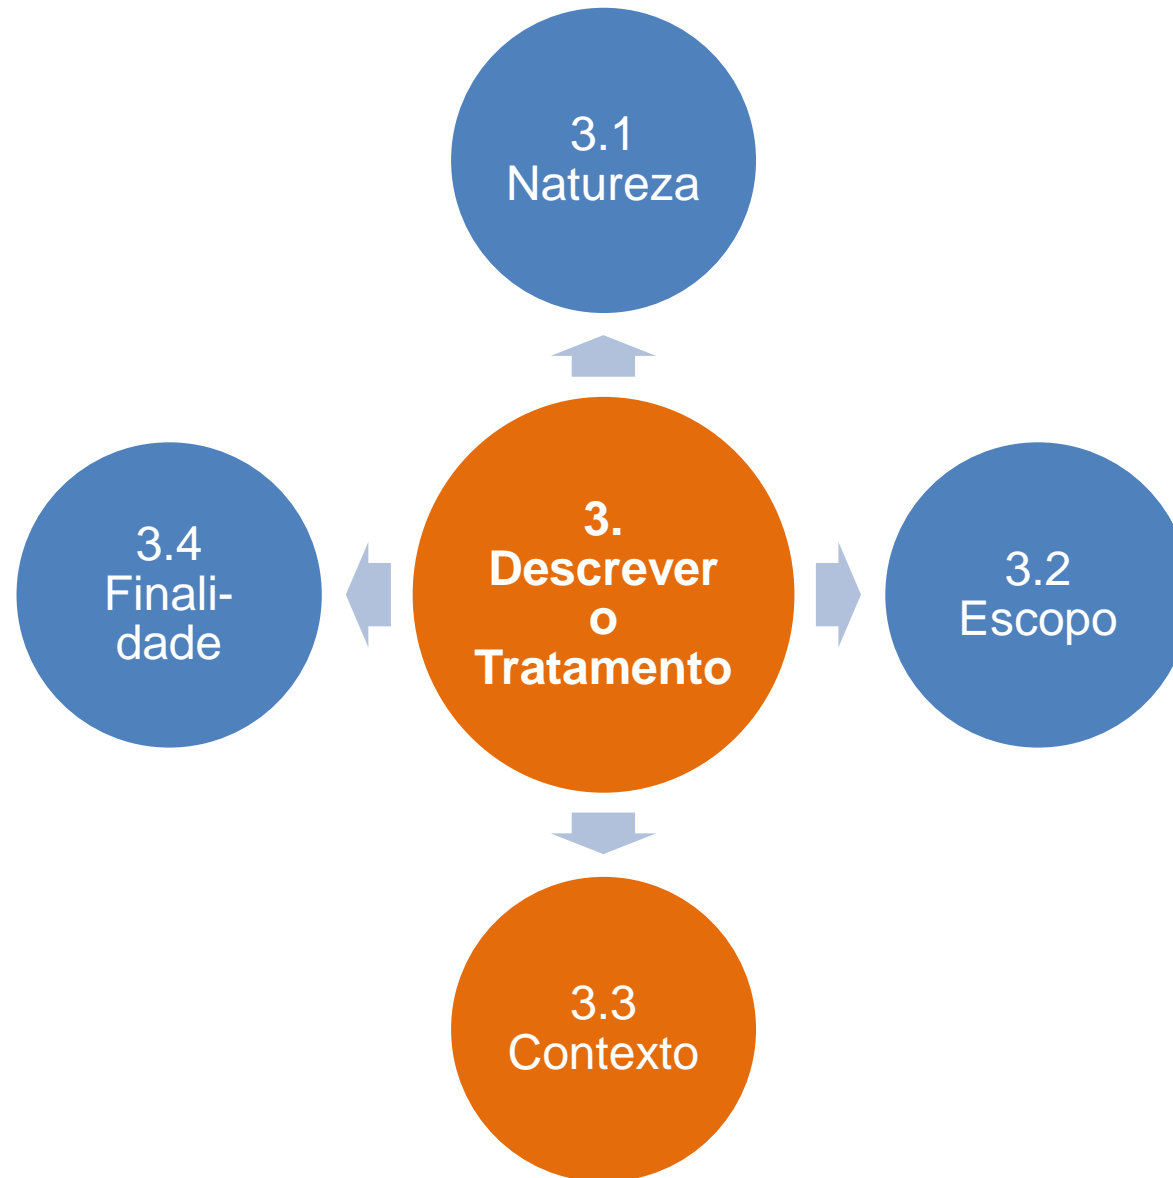 3.1
Natureza
3.
Descrever
o
Tratamento
3.4
Finali-
dade
3.2
Escopo
3.3
Contexto